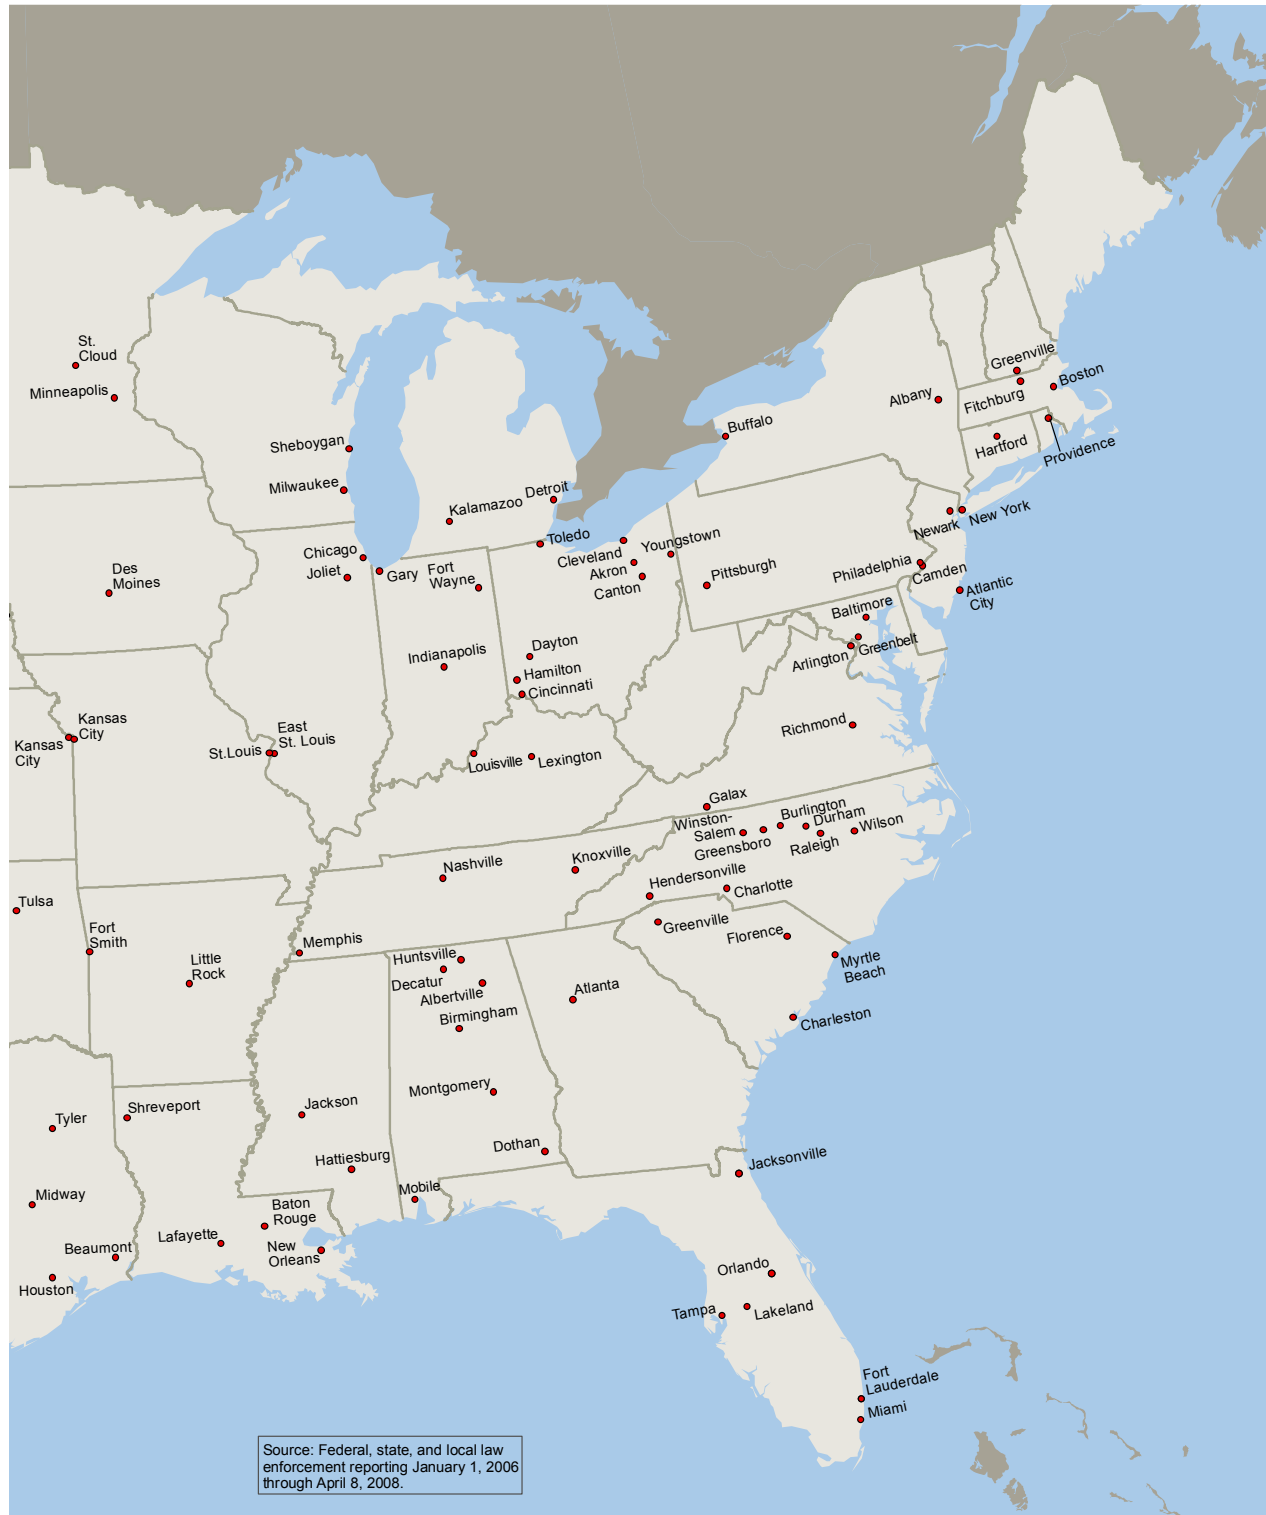 St.
Cloud
Minneapolis
Greenville
Boston
Albany
Fitchburg
Buffalo
Hartford
Providence
Sheboygan
Milwaukee
Detroit
Kalamazoo
New York
Newark
Toledo
Youngstown
Cleveland
Akron
Canton
Pittsburgh
Philadelphia
Camden
Atlantic
City
Chicago
Joliet
Gary
Fort
Wayne
Des
Moines
Baltimore
Greenbelt
Arlington
Dayton
Indianapolis
Hamilton
Cincinnati
Richmond
Kansas
City
Kansas
City
East
St. Louis
St.Louis
Louisville
Lexington
Galax
Winston-
Salem
Greensboro
Burlington
Durham
Raleigh
Wilson
Nashville
Knoxville
Hendersonville
Charlotte
Tulsa
Fort
Smith
Greenville
Florence
Memphis
Huntsville
Decatur
Albertville
Myrtle
Beach
Little
Rock
Atlanta
Birmingham
Charleston
Montgomery
Jackson
Shreveport
Tyler
Dothan
Hattiesburg
Jacksonville
Mobile
Midway
Baton
Rouge
Lafayette
New
Orleans
Beaumont
Houston
Orlando
Tampa
Lakeland
Fort
Lauderdale
Miami
Source: Federal, state, and local law
enforcement reporting January 1, 2006
through April 8, 2008.